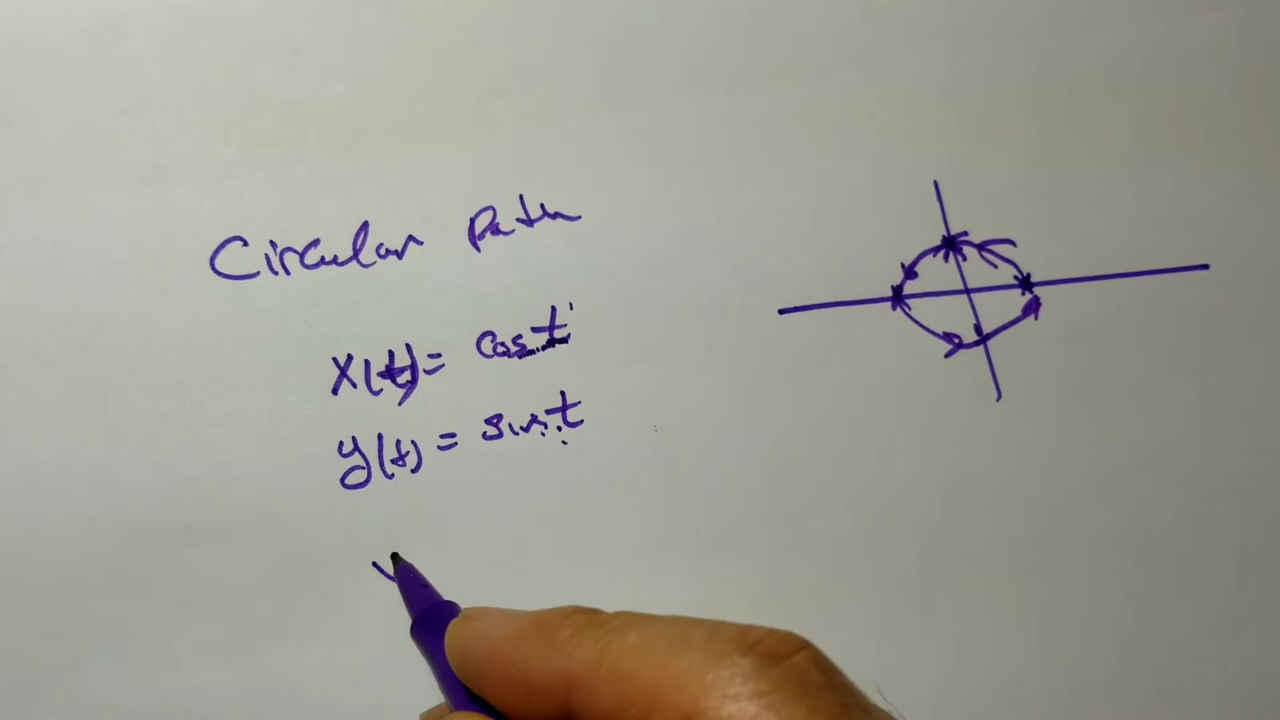 Circular Path
x(t) = cos t
y(t) = sin t